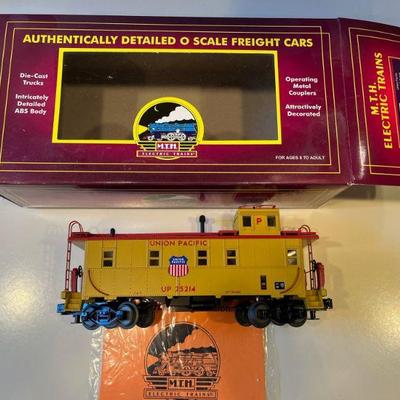 AUTHENTICALLY DETAILED O SCALE FREIGHT CARS
Die-Cast
Trucks
Intricately
Detailed
ABS Body
Operating
Metal
Couplers
Attractively
Decorated
M.T.H.
ELECTRIC TRAINS
FOR AGES 8 TO ADULT
M.T.H.
ELECTRIC TRAINS
P
UNION PACIFIC
UNION
PACIFIC
UP 25214
M.T.H.
ELECTRIC TRAINS